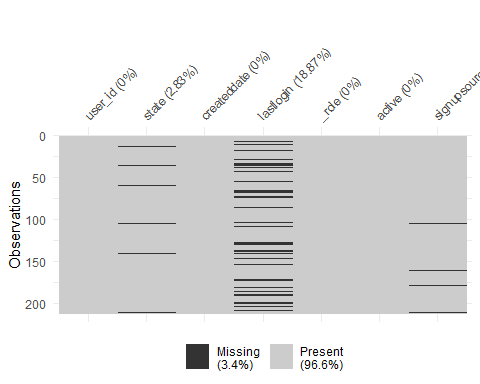 user_id (0%)
state (2.83%)
createddate (0%)
lastlogin (18.87%)
_role (0%)
active (0%)
signupsourc
0
50
100
150
200
Observations
Missing
(3.4%)
Present
(96.6%)